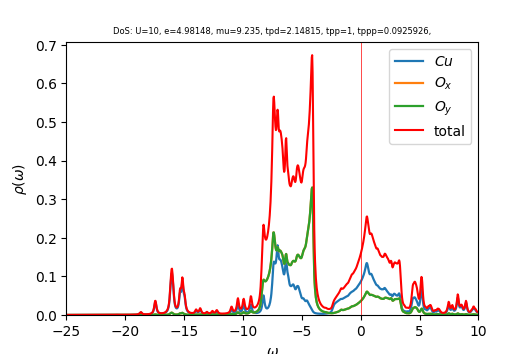 DoS: U=10, e=4.98148, mu=9.235, tpd=2.14815, tpp=1, tppp=0.0925926,
0.7
0.6
0.5
0.4
0.3
0.2
0.1
0.0
ρ(ω)
Cu
Oₓ
O_y
total
−25
−20
−15
−10
−5
0
5
10
ω